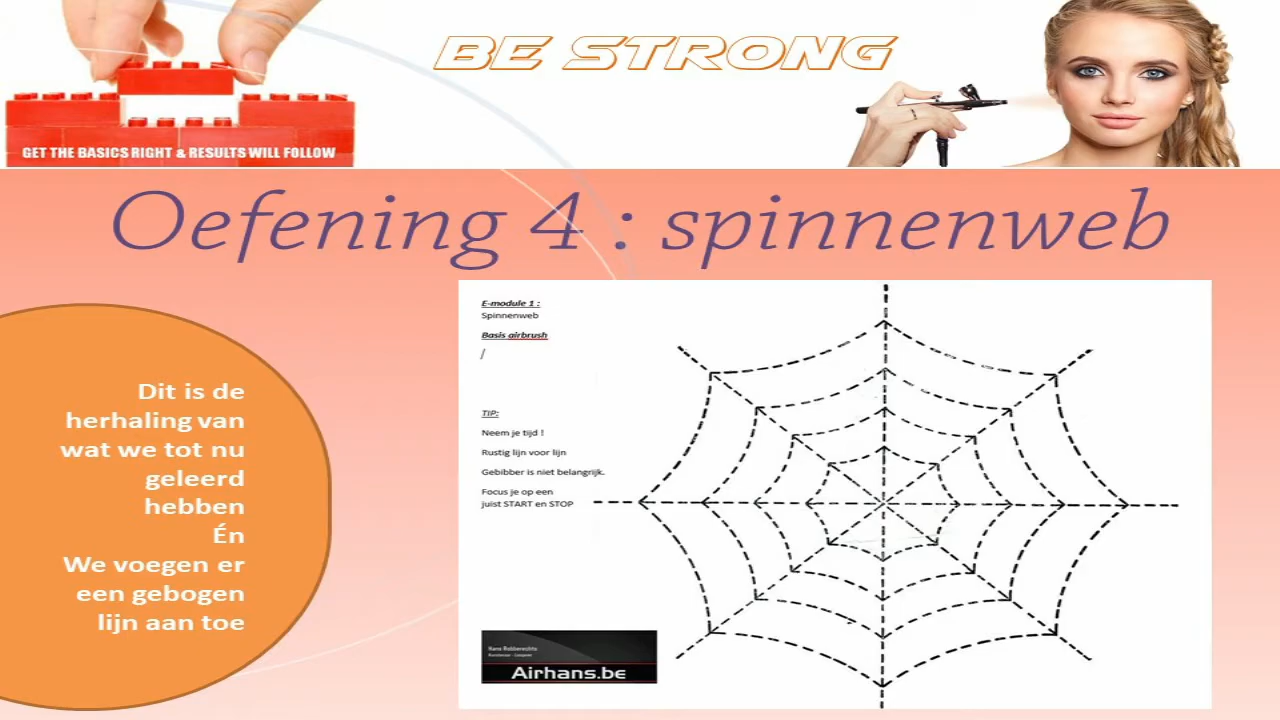 BE STRONG
GET THE BASICS RIGHT & RESULTS WILL FOLLOW
Oefening 4 : spinnenweb
Dit is de
herhaling van
wat we tot nu
geleerd
hebben
Én
We voegen er
een gebogen
lijn aan toe
E-module 1 :
Spinnenweb
Basis airbrush
/
TIP:
Neem je tijd !
Rustig lijn voor lijn
Gebibber is niet belangrijk.
Focus je op een
juist START en STOP
Hans Robberechts
Airhans.be